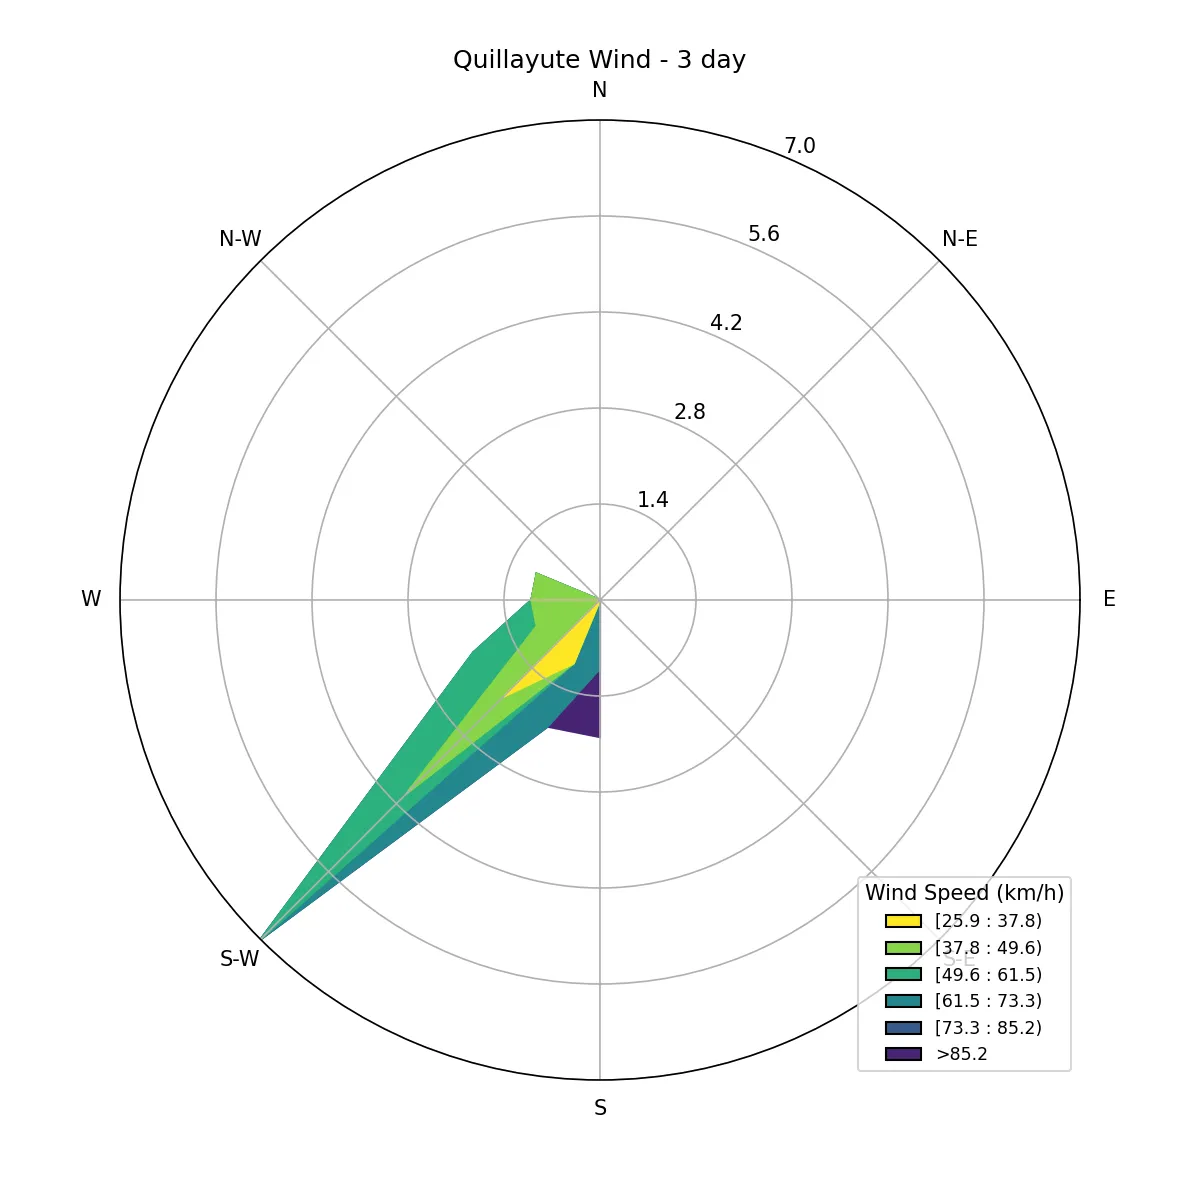 Quillayute Wind - 3 day
N
7.0
N-W
5.6
N-E
4.2
2.8
1.4
W
E
S-W
S-E
Wind Speed (km/h)
[25.9 : 37.8)
[37.8 : 49.6)
[49.6 : 61.5)
[61.5 : 73.3)
[73.3 : 85.2)
>85.2
S